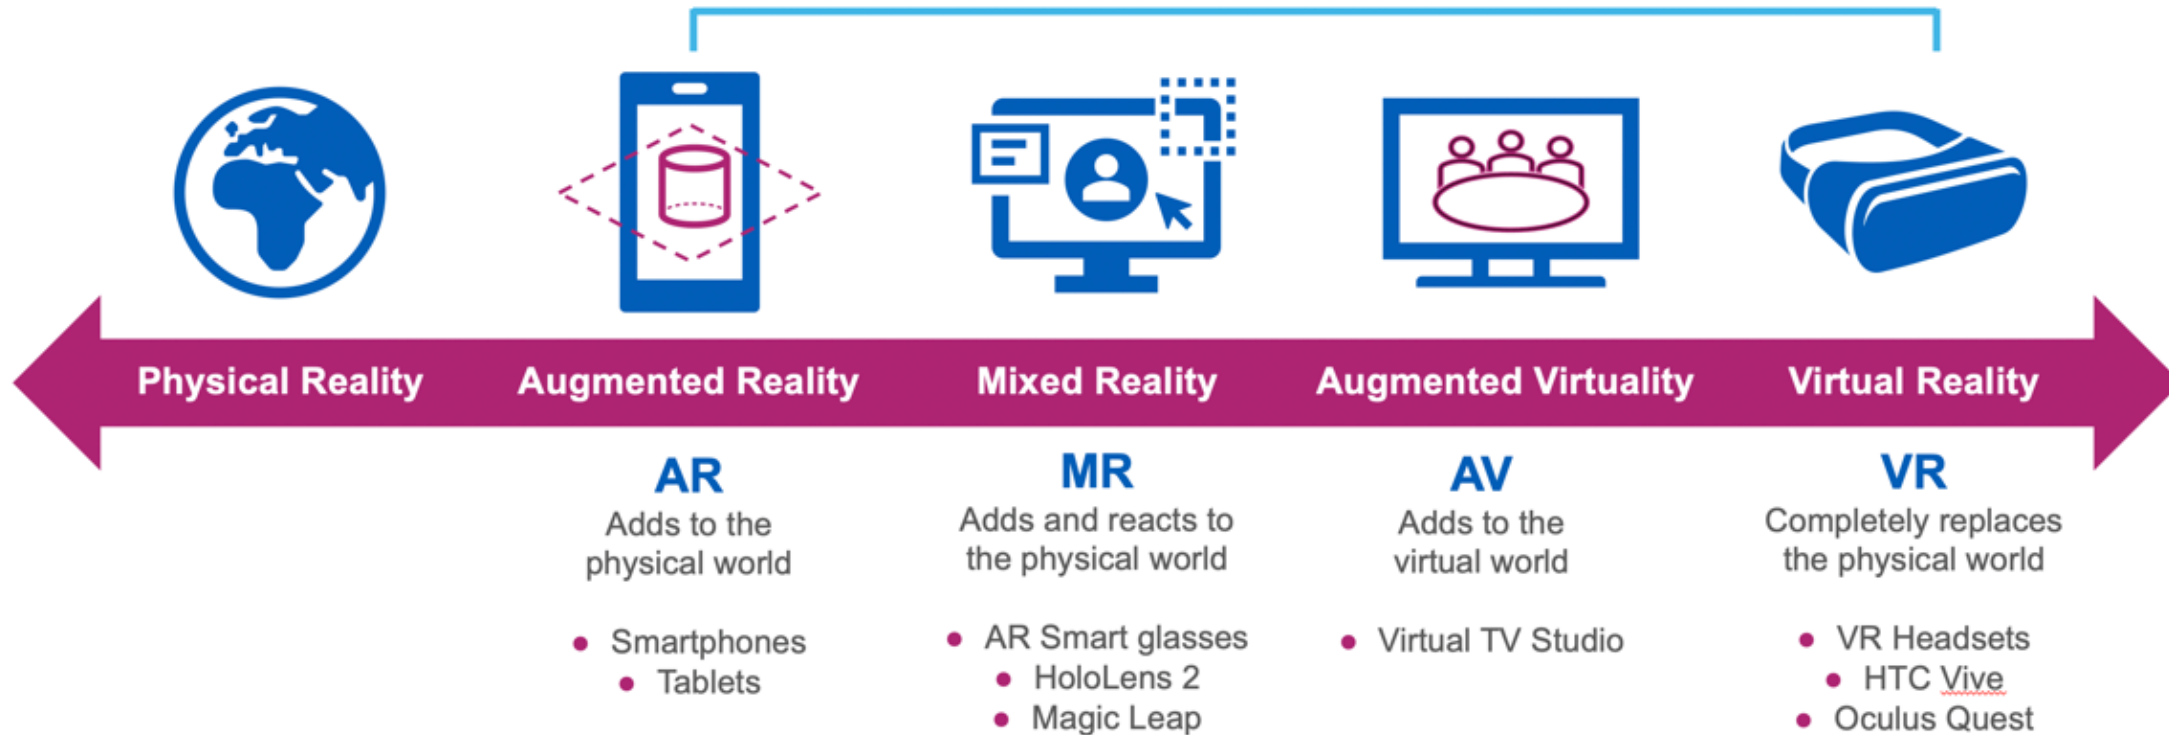 Physical Reality
Augmented Reality
Mixed Reality
Augmented Virtuality
Virtual Reality
AR
Adds to the
physical world
• Smartphones
• Tablets
MR
Adds and reacts to
the physical world
• AR Smart glasses
• HoloLens 2
• Magic Leap
AV
Adds to the
virtual world
• Virtual TV Studio
VR
Completely replaces
the physical world
• VR Headsets
• HTC Vive
• Oculus Quest